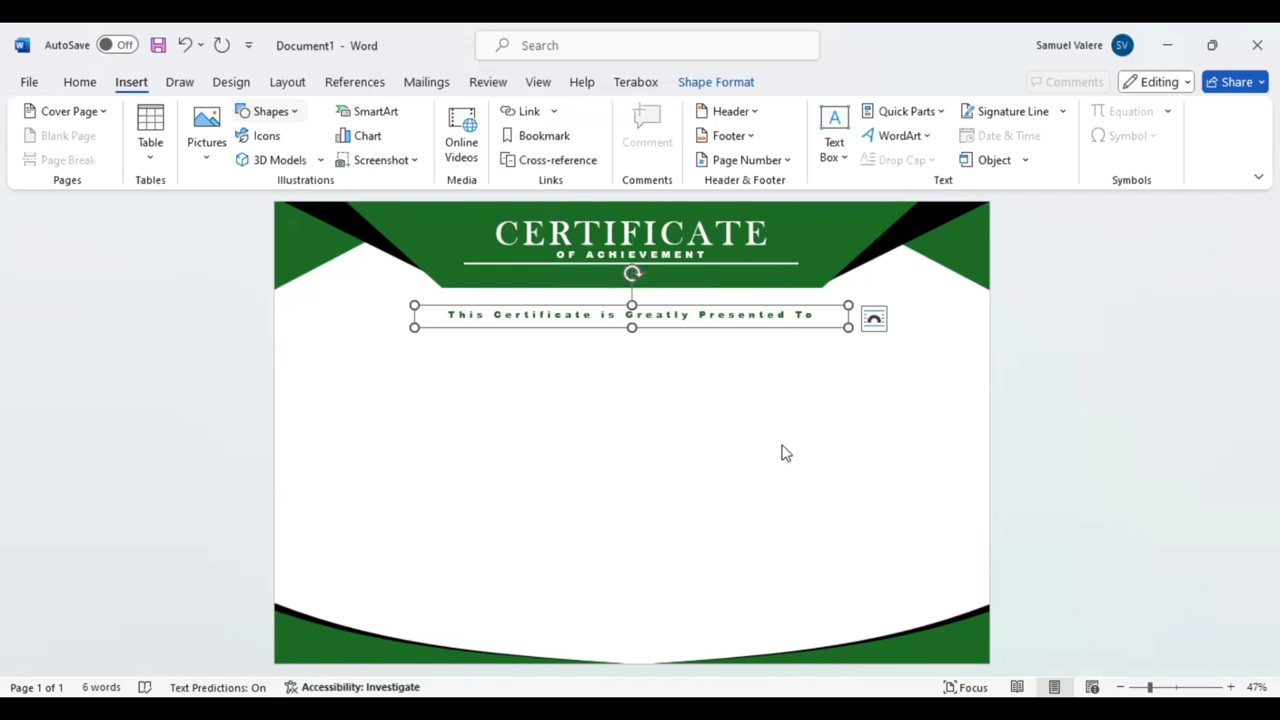 AutoSave Off Document1 - Word Search Samuel Valere SV
File Home Insert Draw Design Layout References Mailings Review View Help Terabox Shape Format Comments Editing Share
Cover Page Shapes SmartArt Link Header Quick Parts Signature Line Equation
Blank Page Icons Chart Bookmark Footer WordArt Date & Time Symbol
Page Break 3D Models Screenshot Cross-reference Page Number Drop Cap Object
Table Pictures Online Videos Comment Text Box
Pages Tables Illustrations Media Links Comments Header & Footer Text Symbols
CERTIFICATE
OF ACHIEVEMENT
This Certificate is Greatly Presented To
Page 1 of 1 6 words Text Predictions: On Accessibility: Investigate Focus 47%